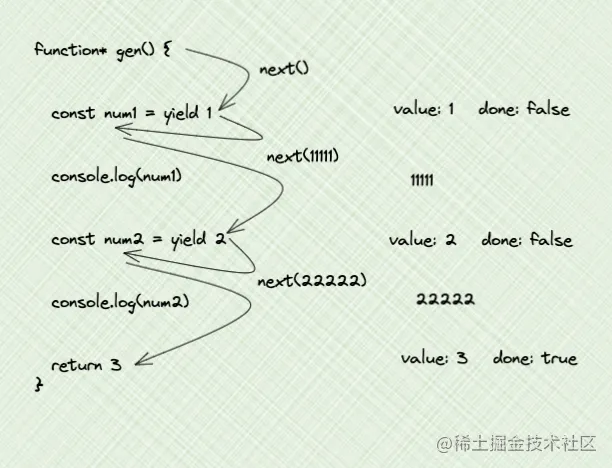 function* gen() {
next()
const num1 = yield 1 value: 1 done: false
next(11111)
console.log(num1) 11111
const num2 = yield 2 value: 2 done: false
next(22222)
console.log(num2) 22222
return 3 value: 3 done: true
}
@稀土掘金技术社区